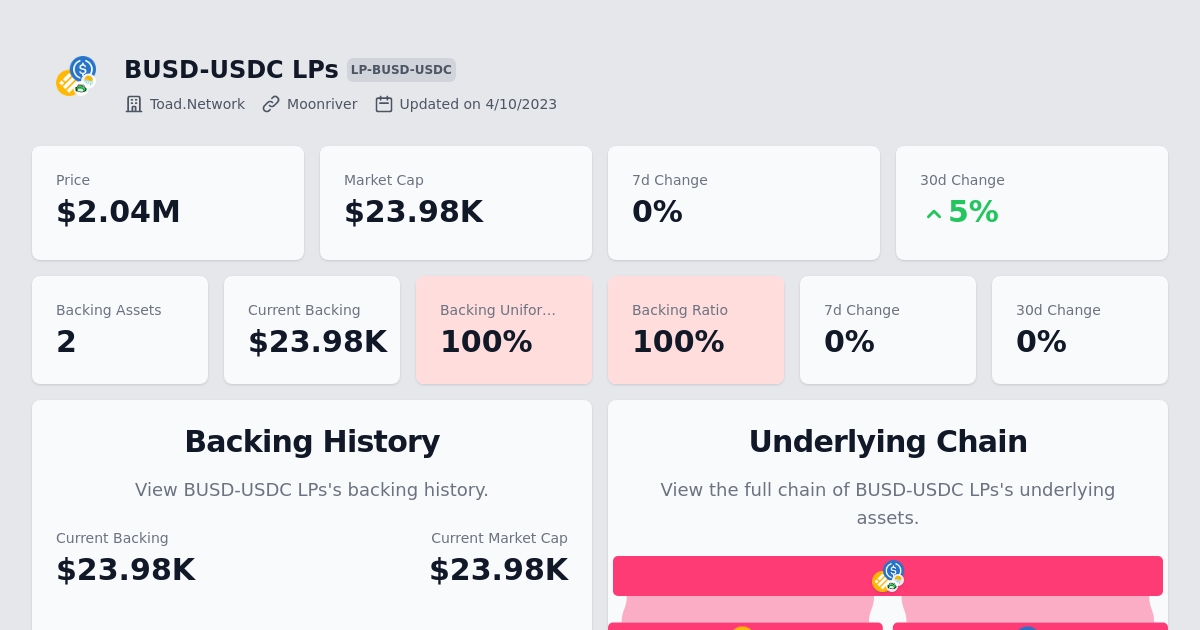 BUSD-USDC LPs LP-BUSD-USDC
Toad.Network Moonriver Updated on 4/10/2023
Price
$2.04M
Market Cap
$23.98K
7d Change
0%
30d Change
5%
Backing Assets
2
Current Backing
$23.98K
Backing Unifor...
100%
Backing Ratio
100%
7d Change
0%
30d Change
0%
Backing History
View BUSD-USDC LPs's backing history.
Current Backing
$23.98K
Current Market Cap
$23.98K
Underlying Chain
View the full chain of BUSD-USDC LPs's underlying
assets.